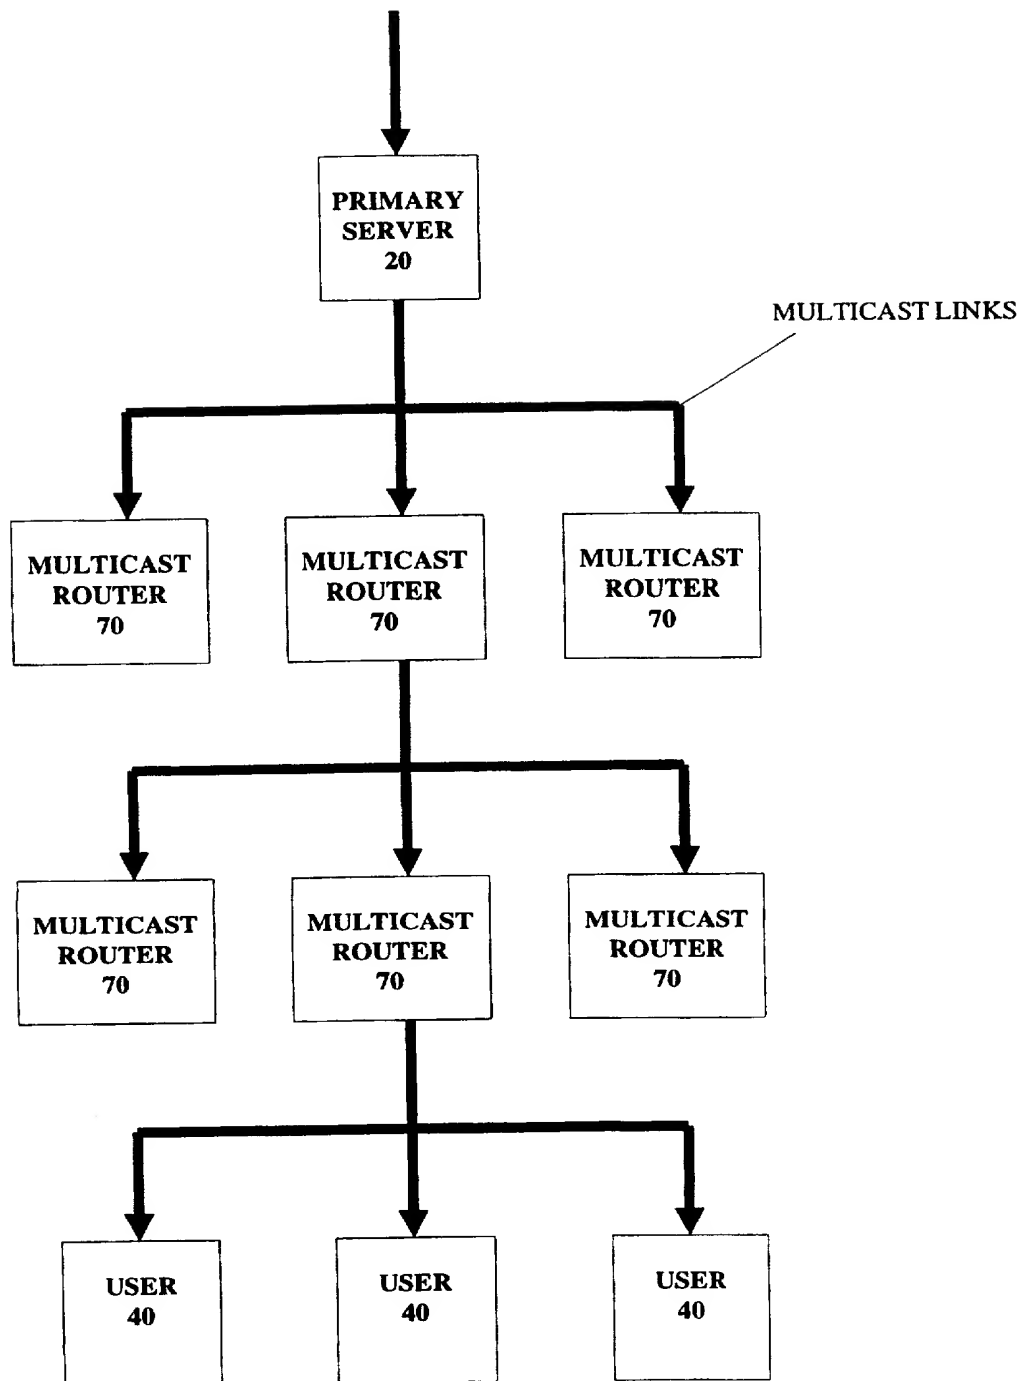 PRIMARY
SERVER
20
MULTICAST LINKS
MULTICAST
ROUTER
70
MULTICAST
ROUTER
70
MULTICAST
ROUTER
70
MULTICAST
ROUTER
70
MULTICAST
ROUTER
70
MULTICAST
ROUTER
70
USER
40
USER
40
USER
40